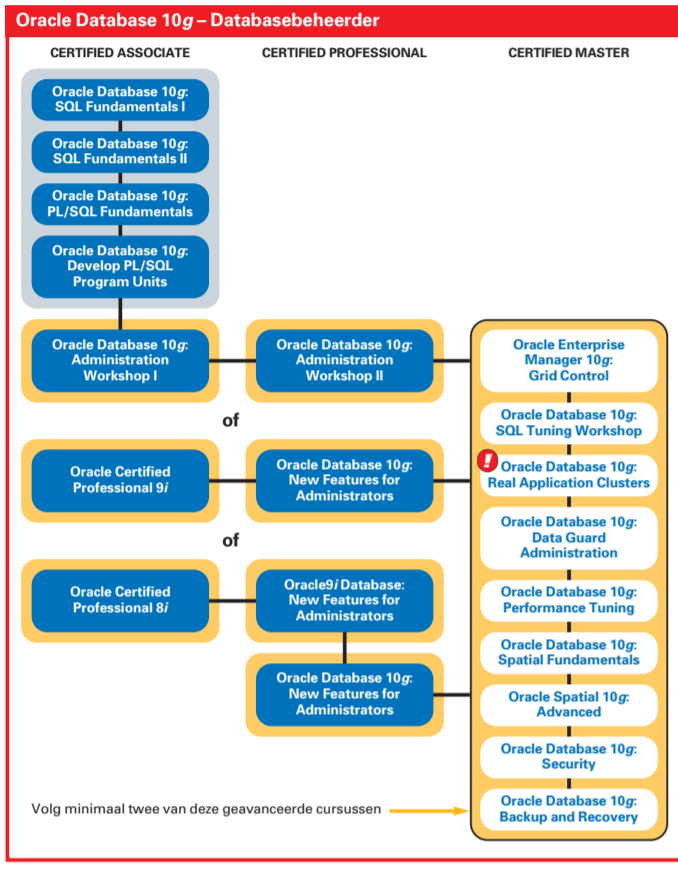 Oracle Database 10g – Databasebeheerder
CERTIFIED ASSOCIATE
CERTIFIED PROFESSIONAL
CERTIFIED MASTER
Oracle Database 10g:
SQL Fundamentals I
Oracle Database 10g:
SQL Fundamentals II
Oracle Database 10g:
PL/SQL Fundamentals
Oracle Database 10g:
Develop PL/SQL
Program Units
Oracle Database 10g:
Administration
Workshop I
Oracle Database 10g:
Administration
Workshop II
of
Oracle Certified
Professional 9i
Oracle Database 10g:
New Features for
Administrators
of
Oracle Certified
Professional 8i
Oracle9i Database:
New Features for
Administrators
Oracle Database 10g:
New Features for
Administrators
Oracle Enterprise
Manager 10g:
Grid Control
Oracle Database 10g:
SQL Tuning Workshop
!
Oracle Database 10g:
Real Application Clusters
Oracle Database 10g:
Data Guard
Administration
Oracle Database 10g:
Performance Tuning
Oracle Database 10g:
Spatial Fundamentals
Oracle Spatial 10g:
Advanced
Oracle Database 10g:
Security
Oracle Database 10g:
Backup and Recovery
Volg minimaal twee van deze geavanceerde cursussen